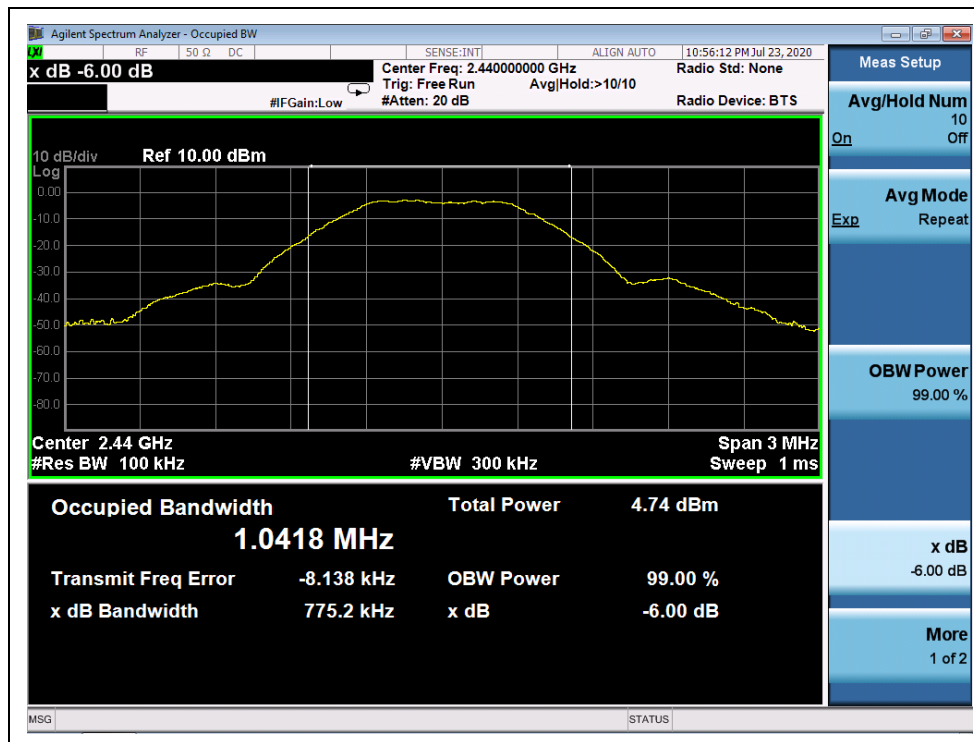 Agilent Spectrum Analyzer - Occupied BW
LXI RF 50 Ω DC SENSE:INT ALIGN AUTO 10:56:12 PM Jul 23, 2020
x dB -6.00 dB
Center Freq: 2.440000000 GHz Radio Std: None
Trig: Free Run Avg|Hold:>10/10
#IFGain:Low #Atten: 20 dB Radio Device: BTS
10 dB/div Ref 10.00 dBm
Log
0.00
-10.0
-20.0
-30.0
-40.0
-50.0
-60.0
-70.0
-80.0
Center 2.44 GHz Span 3 MHz
#Res BW 100 kHz #VBW 300 kHz Sweep 1 ms
Occupied Bandwidth Total Power 4.74 dBm
1.0418 MHz
Transmit Freq Error -8.138 kHz OBW Power 99.00 %
x dB Bandwidth 775.2 kHz x dB -6.00 dB
MSG STATUS
Meas Setup
Avg/Hold Num
10
On Off
Avg Mode
Exp Repeat
OBW Power
99.00 %
x dB
-6.00 dB
More
1 of 2